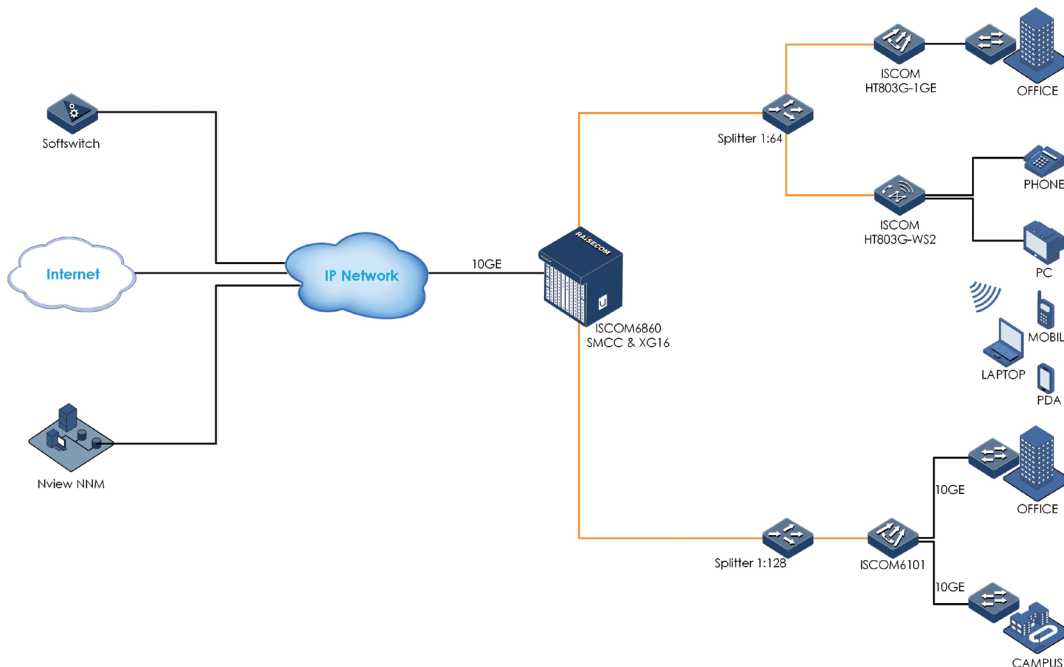 ISCOM
HT803G-1GE
OFFICE
Softswitch
Splitter 1:64
PHONE
ISCOM
HT803G-WS2
Internet
IP Network
10GE
RAISECOM
U
PC
ISCOM6860
SMCC & XG16
MOBIL
LAPTOP
PDA
Nview NNM
10GE
OFFICE
Splitter 1:128
ISCOM6101
10GE
CAMPUS